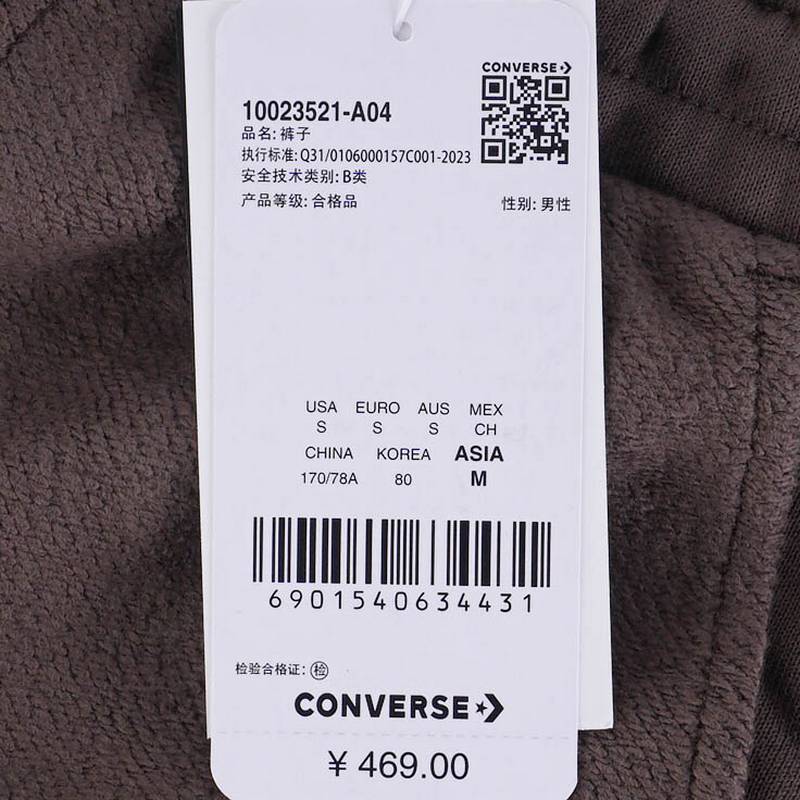 CONVERSE
10023521-A04
品名: 裤子
执行标准: Q31/0106000157C001-2023
安全技术类别: B类
产品等级: 合格品 性别: 男性
USA EURO AUS MEX
S S S CH
CHINA KOREA ASIA
170/78A 80 M
6901540634431
检验合格证: 检
CONVERSE
¥ 469.00